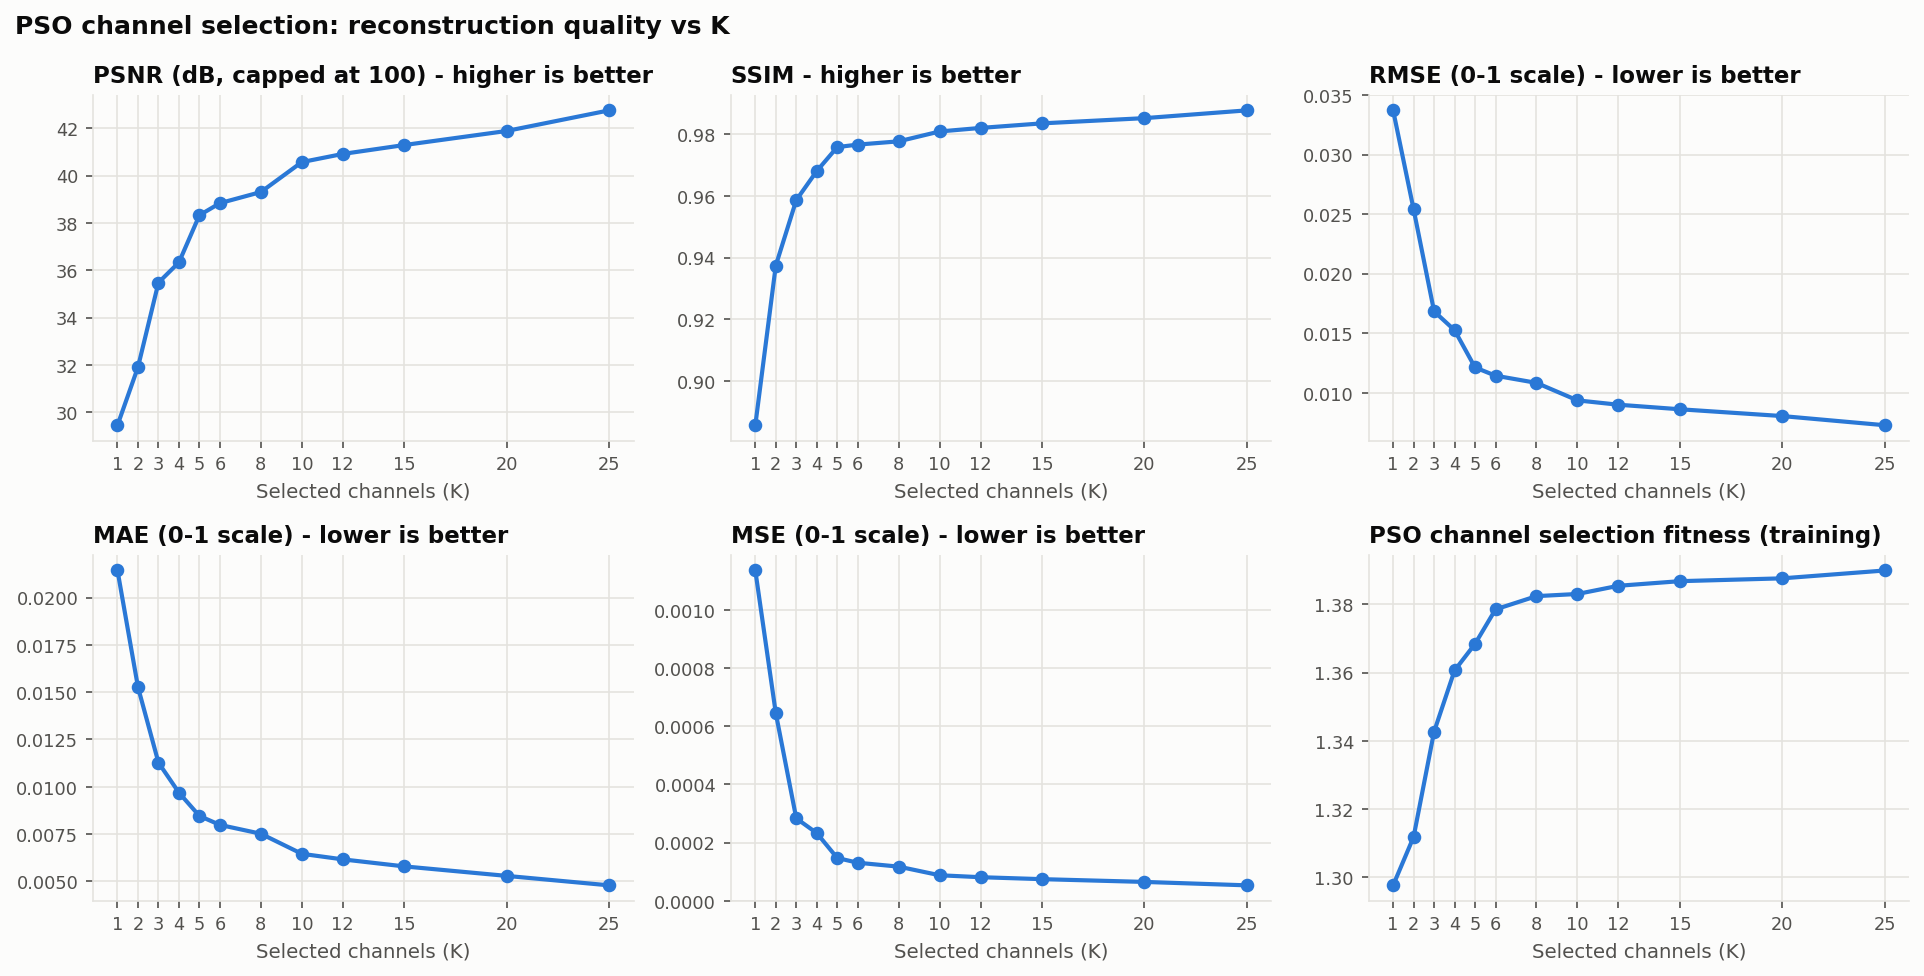 PSO channel selection: reconstruction quality vs K
PSNR (dB, capped at 100) - higher is better
42
40
38
36
34
32
30
1 2 3 4 5 6 8 10 12 15 20 25
Selected channels (K)
SSIM - higher is better
0.98
0.96
0.94
0.92
0.90
1 2 3 4 5 6 8 10 12 15 20 25
Selected channels (K)
RMSE (0-1 scale) - lower is better
0.035
0.030
0.025
0.020
0.015
0.010
1 2 3 4 5 6 8 10 12 15 20 25
Selected channels (K)
MAE (0-1 scale) - lower is better
0.0200
0.0175
0.0150
0.0125
0.0100
0.0075
0.0050
1 2 3 4 5 6 8 10 12 15 20 25
Selected channels (K)
MSE (0-1 scale) - lower is better
0.0010
0.0008
0.0006
0.0004
0.0002
0.0000
1 2 3 4 5 6 8 10 12 15 20 25
Selected channels (K)
PSO channel selection fitness (training)
1.38
1.36
1.34
1.32
1.30
1 2 3 4 5 6 8 10 12 15 20 25
Selected channels (K)